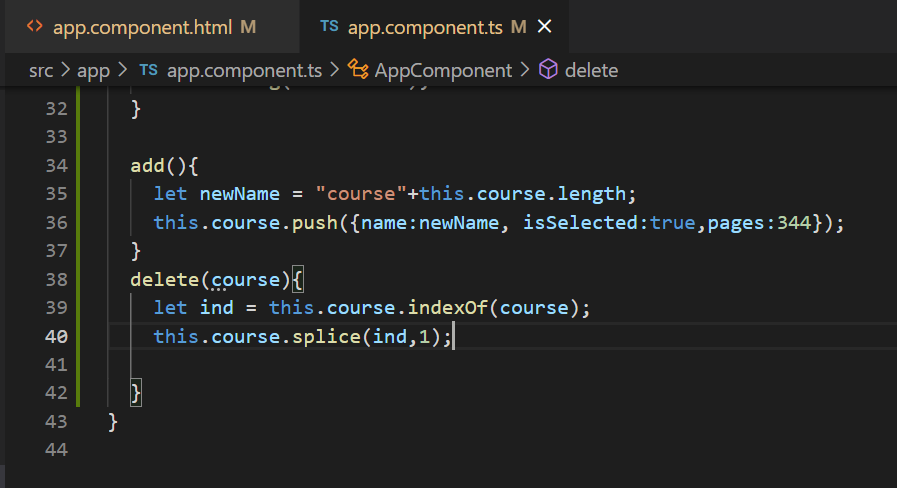 <> app.component.html M TS app.component.ts M ×
src > app > TS app.component.ts > AppComponent > delete
32 }
33
34 add(){
35 let newName = "course"+this.course.length;
36 this.course.push({name:newName, isSelected:true,pages:344});
37 }
38 delete(course){
39 let ind = this.course.indexOf(course);
40 this.course.splice(ind,1);
41
42 }
43 }
44